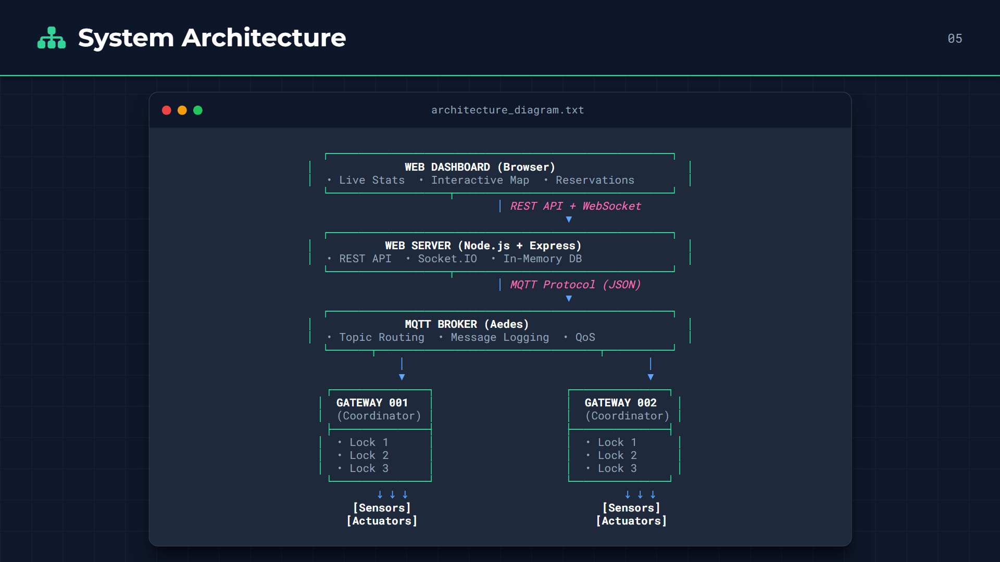 System Architecture
05
architecture_diagram.txt
WEB DASHBOARD (Browser)
• Live Stats • Interactive Map • Reservations
REST API + WebSocket
WEB SERVER (Node.js + Express)
• REST API • Socket.IO • In-Memory DB
MQTT Protocol (JSON)
MQTT BROKER (Aedes)
• Topic Routing • Message Logging • QoS
GATEWAY 001 GATEWAY 002
(Coordinator) (Coordinator)
• Lock 1 • Lock 1
• Lock 2 • Lock 2
• Lock 3 • Lock 3
↓ ↓ ↓ ↓ ↓ ↓
[Sensors] [Sensors]
[Actuators] [Actuators]